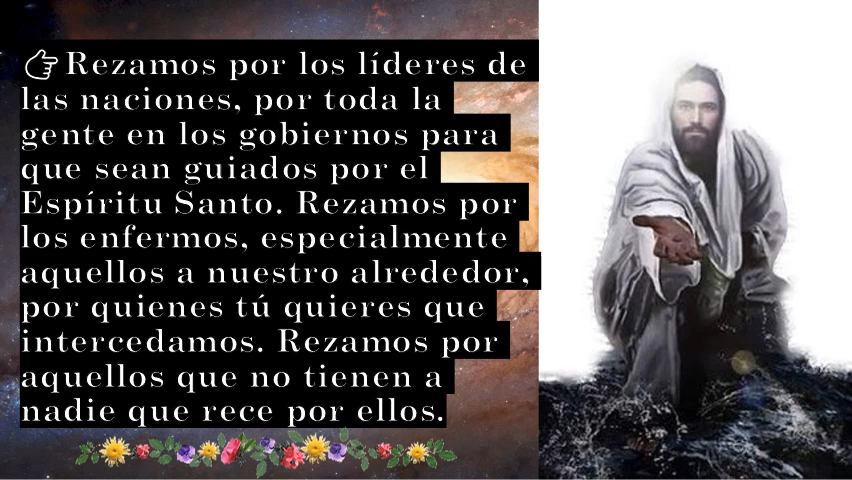 👉Rezamos por los líderes de
las naciones, por toda la
gente en los gobiernos para
que sean guiados por el
Espíritu Santo. Rezamos por
los enfermos, especialmente
aquellos a nuestro alrededor,
por quienes tú quieres que
intercedamos. Rezamos por
aquellos que no tienen a
nadie que rece por ellos.